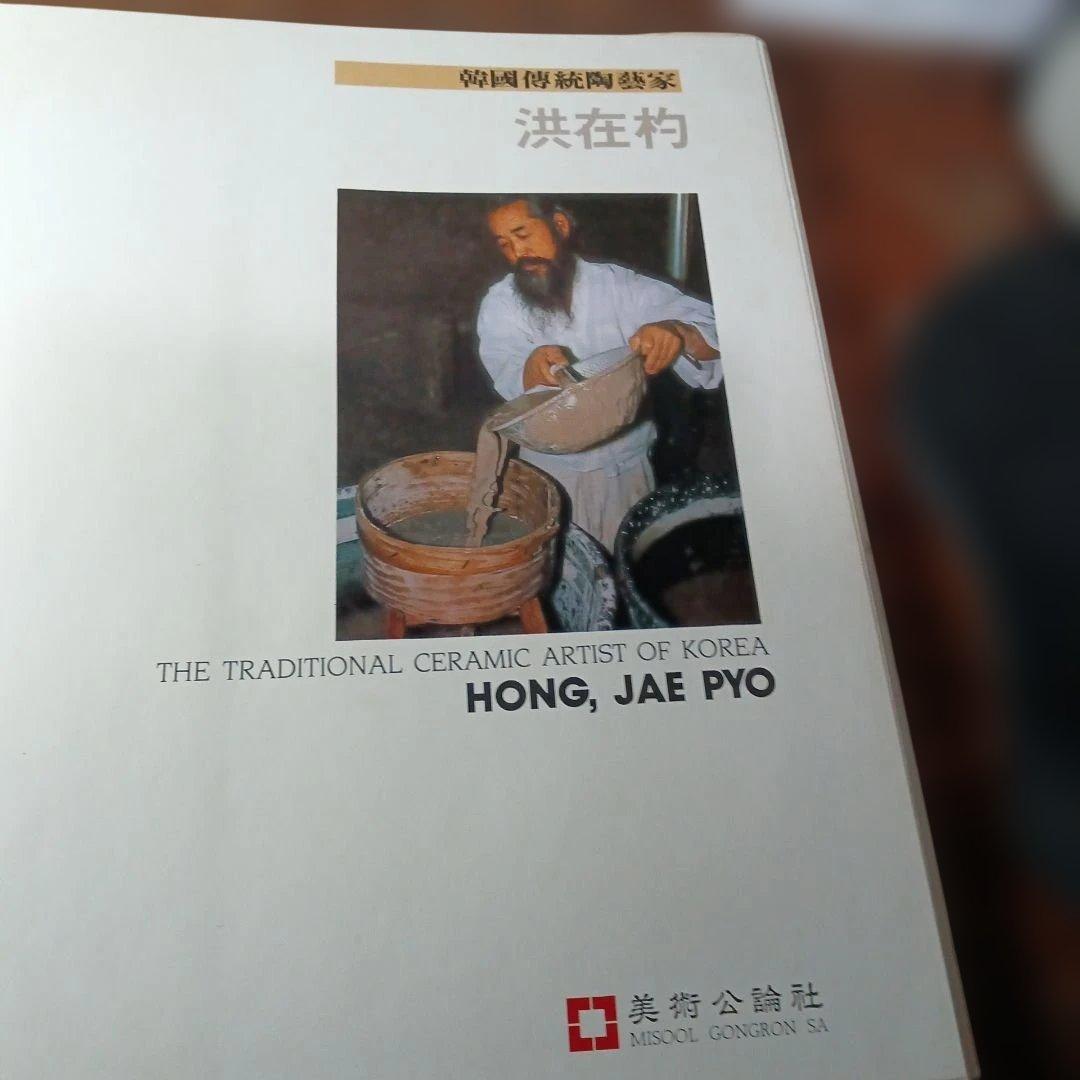 韓國傳統陶藝家
洪在杓
THE TRADITIONAL CERAMIC ARTIST OF KOREA
HONG, JAE PYO
美術公論社
MISOOL GONGRON SA